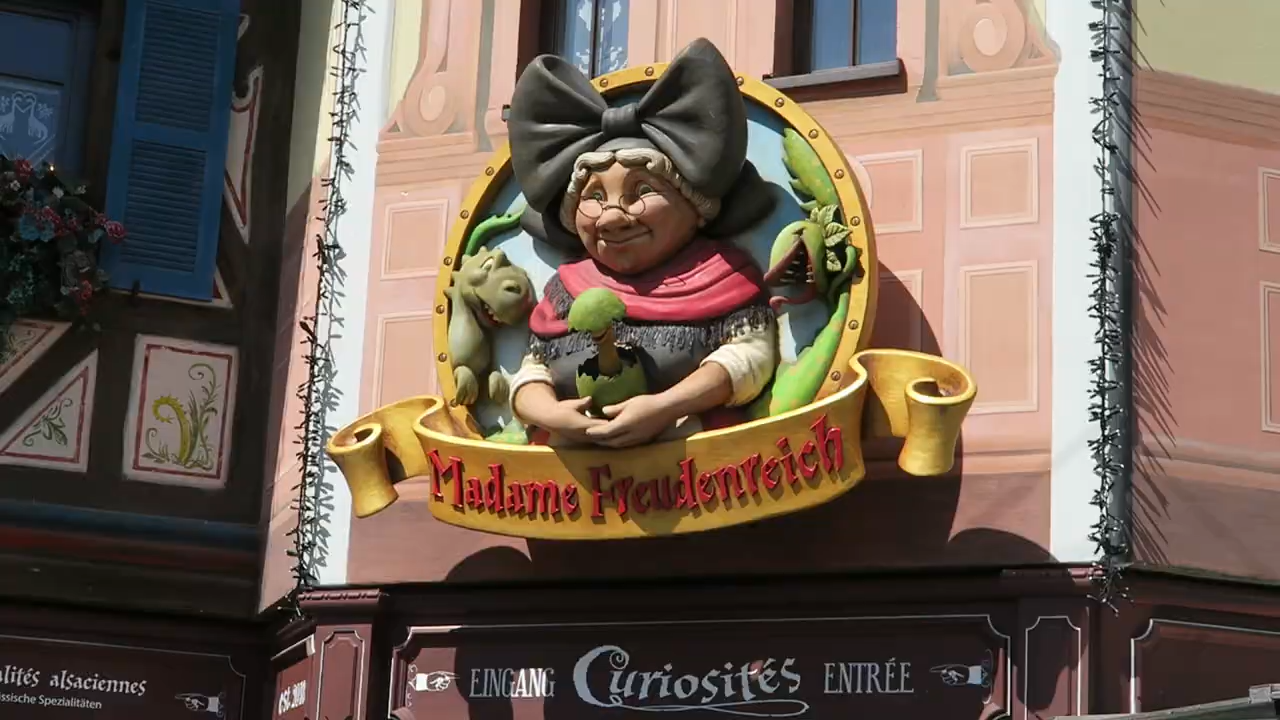 Madame Freudenreich
EINGANG Curiosités ENTRÉE
alités alsaciennes
ssische Spezialitäten